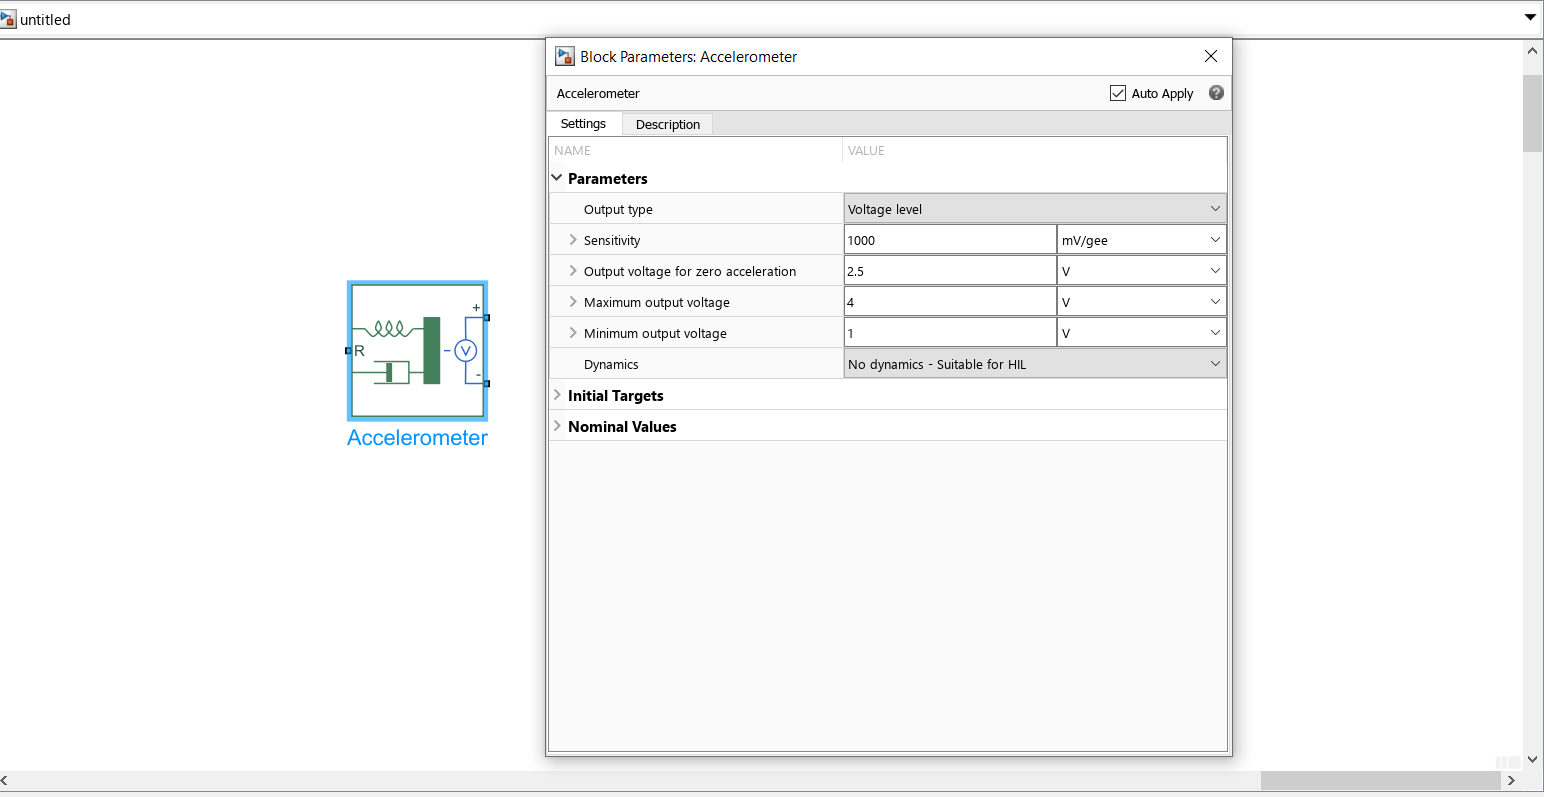 untitled
Block Parameters: Accelerometer
Accelerometer
Auto Apply
Settings
Description
NAME
VALUE
Parameters
Output type
Voltage level
Sensitivity
1000
mV/gee
Output voltage for zero acceleration
2.5
V
Maximum output voltage
4
V
Minimum output voltage
1
V
Dynamics
No dynamics - Suitable for HIL
Initial Targets
Nominal Values
+
R
V
-
Accelerometer